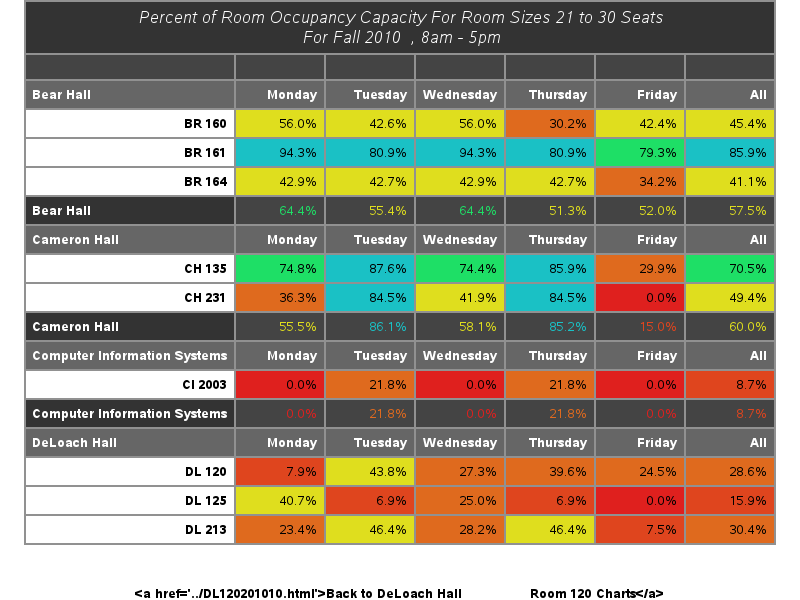 Percent of Room Occupancy Capacity For Room Sizes 21 to 30 Seats
For Fall 2010 , 8am - 5pm
Bear Hall Monday Tuesday Wednesday Thursday Friday All
BR 160 56.0% 42.6% 56.0% 30.2% 42.4% 45.4%
BR 161 94.3% 80.9% 94.3% 80.9% 79.3% 85.9%
BR 164 42.9% 42.7% 42.9% 42.7% 34.2% 41.1%
Bear Hall 64.4% 55.4% 64.4% 51.3% 52.0% 57.5%
Cameron Hall Monday Tuesday Wednesday Thursday Friday All
CH 135 74.8% 87.6% 74.4% 85.9% 29.9% 70.5%
CH 231 36.3% 84.5% 41.9% 84.5% 0.0% 49.4%
Cameron Hall 55.5% 86.1% 58.1% 85.2% 15.0% 60.0%
Computer Information Systems Monday Tuesday Wednesday Thursday Friday All
CI 2003 0.0% 21.8% 0.0% 21.8% 0.0% 8.7%
Computer Information Systems 0.0% 21.8% 0.0% 21.8% 0.0% 8.7%
DeLoach Hall Monday Tuesday Wednesday Thursday Friday All
DL 120 7.9% 43.8% 27.3% 39.6% 24.5% 28.6%
DL 125 40.7% 6.9% 25.0% 6.9% 0.0% 15.9%
DL 213 23.4% 46.4% 28.2% 46.4% 7.5% 30.4%
<a href='../DL120201010.html'>Back to DeLoach Hall Room 120 Charts</a>